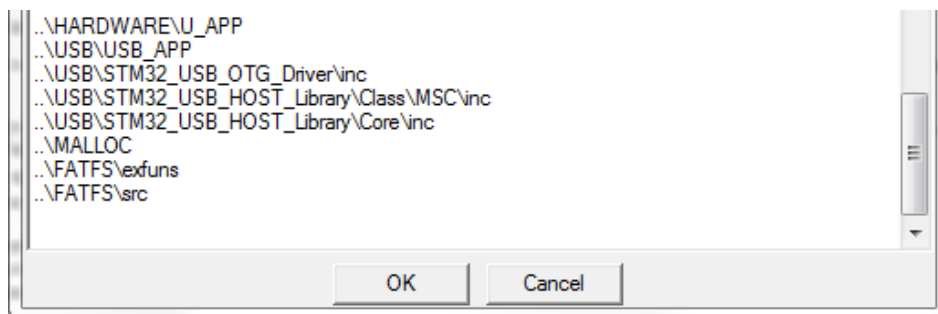 ..\HARDWARE\U_APP
..\USB\USB_APP
..\USB\STM32_USB_OTG_Driver\inc
..\USB\STM32_USB_HOST_Library\Class\MSC\inc
..\USB\STM32_USB_HOST_Library\Core\inc
..\MALLOC
..\FATFS\exfuns
..\FATFS\src
OK Cancel